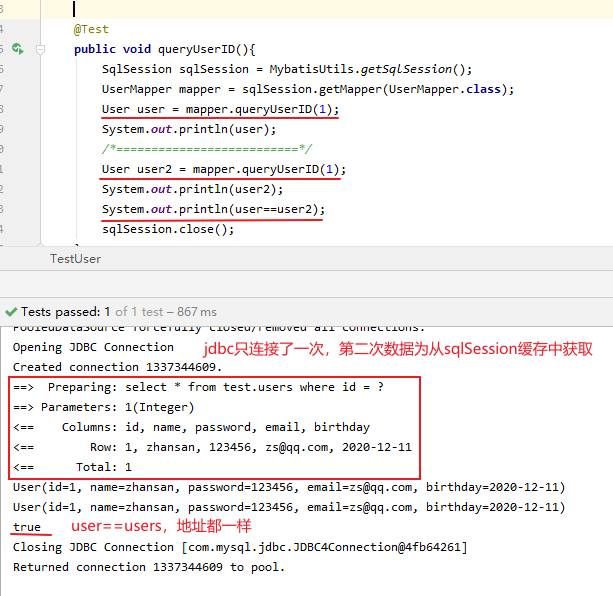 @Test
public void queryUserID(){
SqlSession sqlSession = MybatisUtils.getSqlSession();
UserMapper mapper = sqlSession.getMapper(UserMapper.class);
User user = mapper.queryUserID(1);
System.out.println(user);
/*==========================*/
User user2 = mapper.queryUserID(1);
System.out.println(user2);
System.out.println(user==user2);
sqlSession.close();
TestUser
Tests passed: 1 of 1 test – 867 ms
PooledDataSource forcefully closed/removed all connections.
Opening JDBC Connection
jdbc只连接了一次，第二次数据为从sqlSession缓存中获取
Created connection 1337344609.
==>  Preparing: select * from test.users where id = ?
==> Parameters: 1(Integer)
<==    Columns: id, name, password, email, birthday
<==        Row: 1, zhansan, 123456, zs@qq.com, 2020-12-11
<==      Total: 1
User(id=1, name=zhansan, password=123456, email=zs@qq.com, birthday=2020-12-11)
User(id=1, name=zhansan, password=123456, email=zs@qq.com, birthday=2020-12-11)
true
user==users，地址都一样
Closing JDBC Connection [com.mysql.jdbc.JDBC4Connection@4fb64261]
Returned connection 1337344609 to pool.